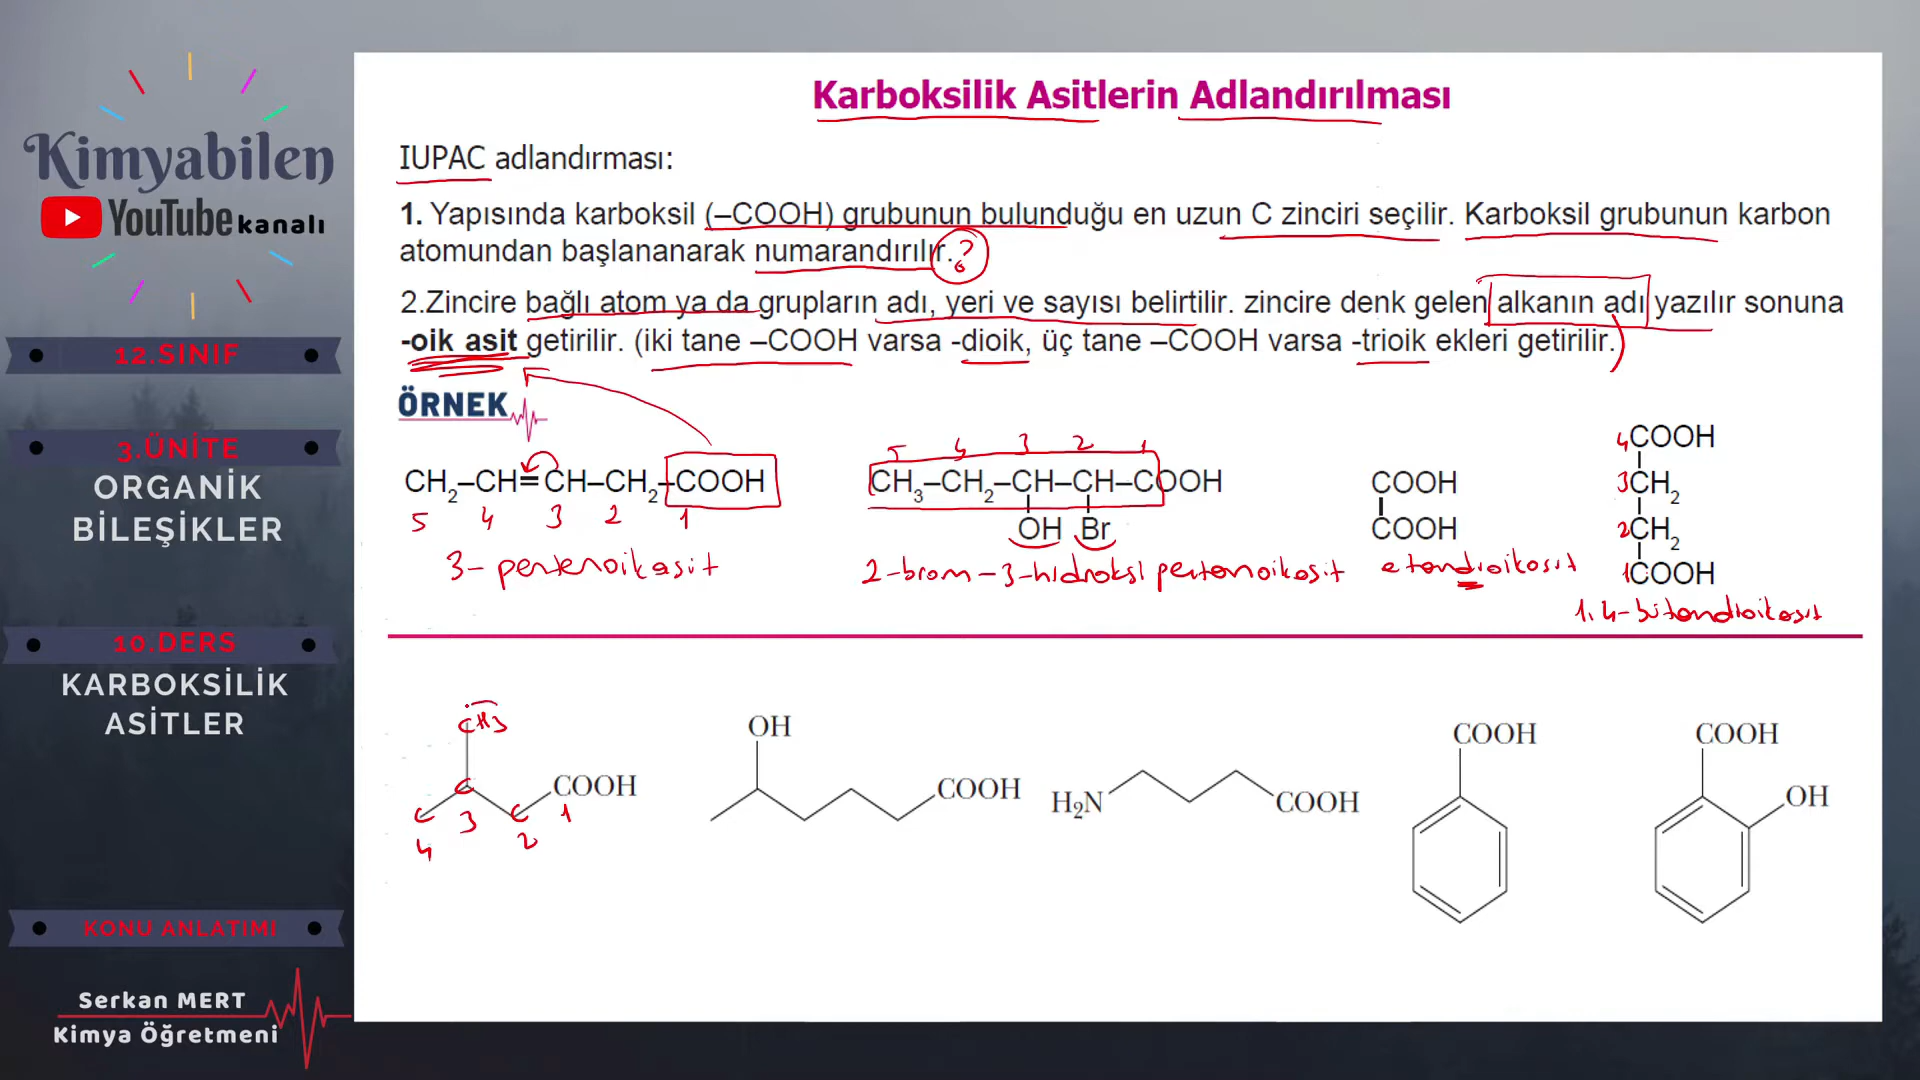 Kimyabilen
YouTube kanalı
12.SINIF
3.ÜNİTE
ORGANİK
BİLEŞİKLER
10.DERS
KARBOKSİLİK
ASİTLER
KONU ANLATIMI
Serkan MERT
Kimya Öğretmeni
Karboksilik Asitlerin Adlandırılması
IUPAC adlandırması:
1. Yapısında karboksil (–COOH) grubunun bulunduğu en uzun C zinciri seçilir. Karboksil grubunun karbon
atomundan başlananarak numarandırılır. ?
2.Zincire bağlı atom ya da grupların adı, yeri ve sayısı belirtilir. zincire denk gelen alkanın adı yazılır sonuna
-oik asit getirilir. (iki tane –COOH varsa -dioik, üç tane –COOH varsa -trioik ekleri getirilir.)
ÖRNEK
CH₂–CH=CH–CH₂–COOH
5 4 3 2 1
3- pentenoikasit
5 4 3 2 1
CH₃–CH₂–CH–CH–COOH
OH Br
2-brom-3-hidroksi pentanoikasit
COOH
COOH
etandioikasit
4COOH
3CH₂
2CH₂
1COOH
1,4-bütandioikasit
CH3
C C C COOH
4 3 2 1
OH
COOH
H₂N COOH
COOH
COOH
OH